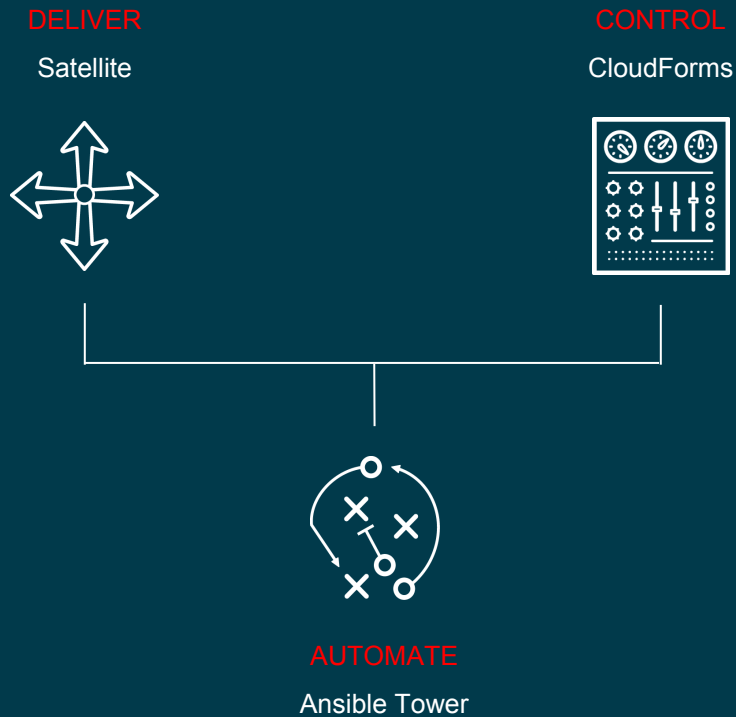 DELIVER
Satellite
CONTROL
CloudForms
AUTOMATE
Ansible Tower